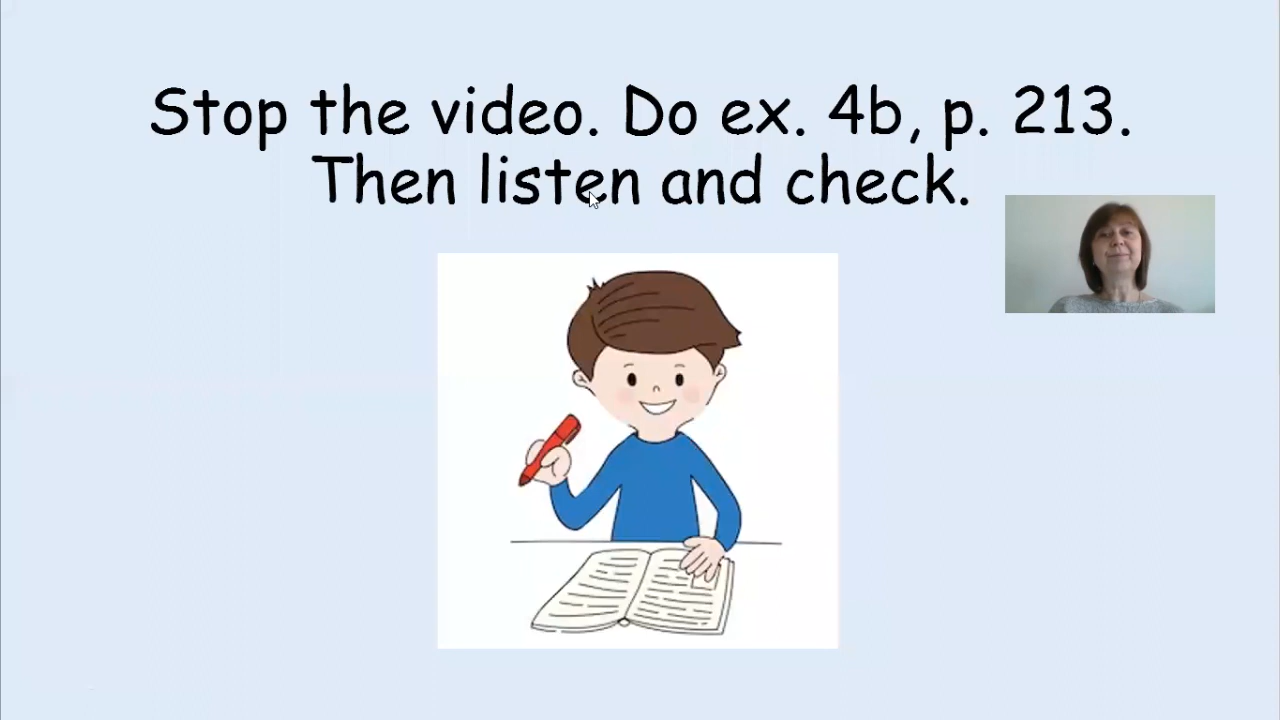 Stop the video. Do ex. 4b, p. 213.
Then listen and check.